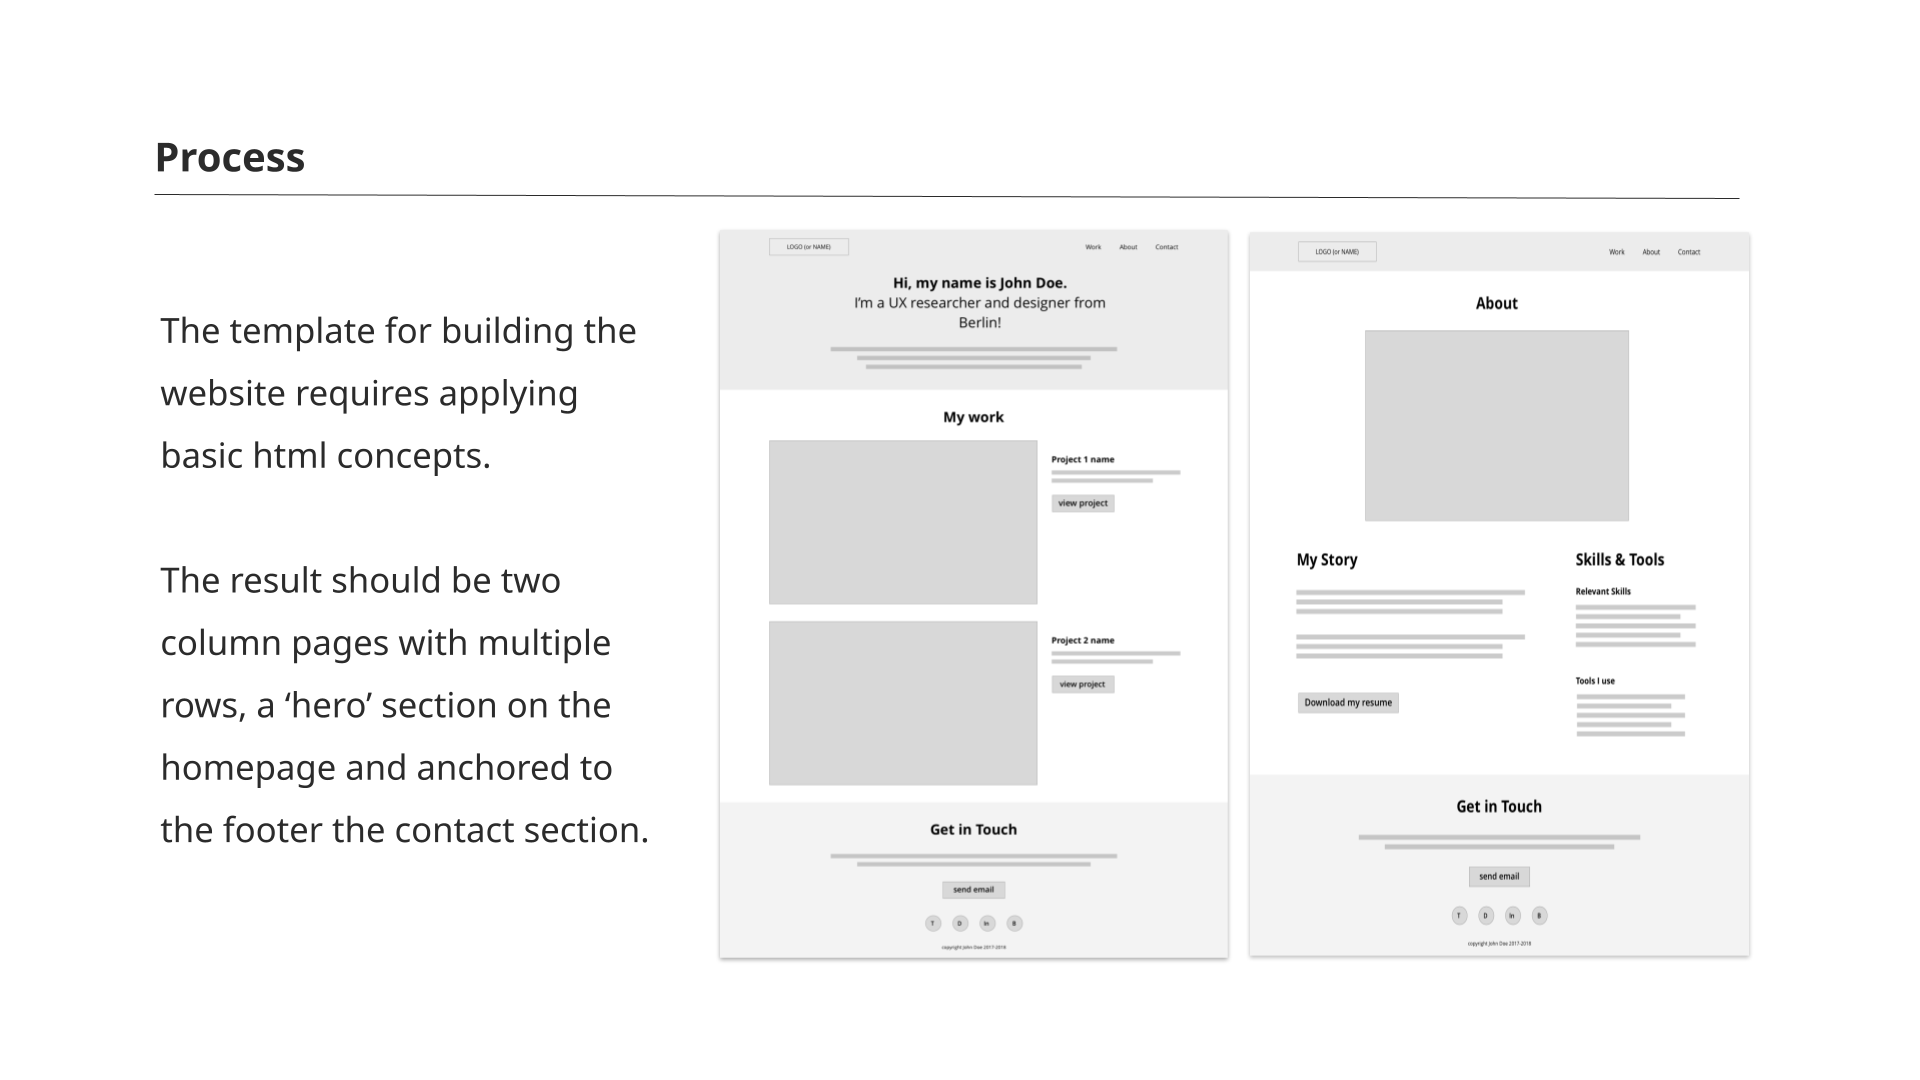 Process
The template for building the
website requires applying
basic html concepts.
The result should be two
column pages with multiple
rows, a ‘hero’ section on the
homepage and anchored to
the footer the contact section.
LOGO (or NAME)
Work About Contact
Hi, my name is John Doe.
I’m a UX researcher and designer from
Berlin!
My work
Project 1 name
view project
Project 2 name
view project
Get in Touch
send email
T D in B
copyright John Doe 2017-2018
LOGO (or NAME)
Work About Contact
About
My Story
Skills & Tools
Relevant Skills
Tools I use
Download my resume
Get in Touch
send email
T D in B
copyright John Doe 2017-2018